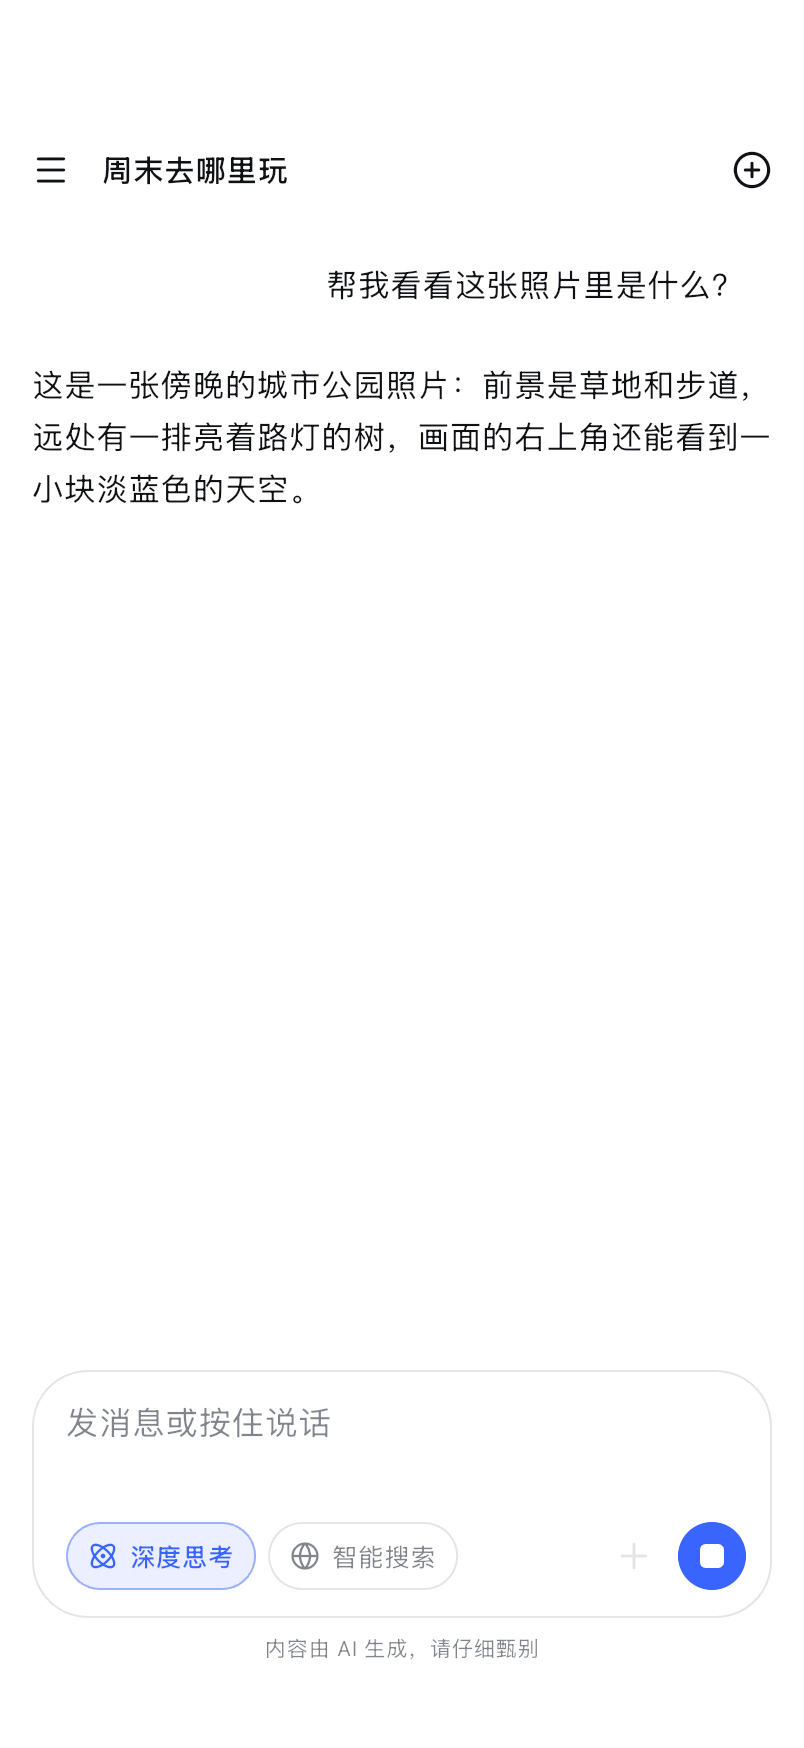 周末去哪里玩
帮我看看这张照片里是什么？
这是一张傍晚的城市公园照片：前景是草地和步道，
远处有一排亮着路灯的树，画面的右上角还能看到一
小块淡蓝色的天空。
发消息或按住说话
深度思考
智能搜索
内容由 AI 生成，请仔细甄别